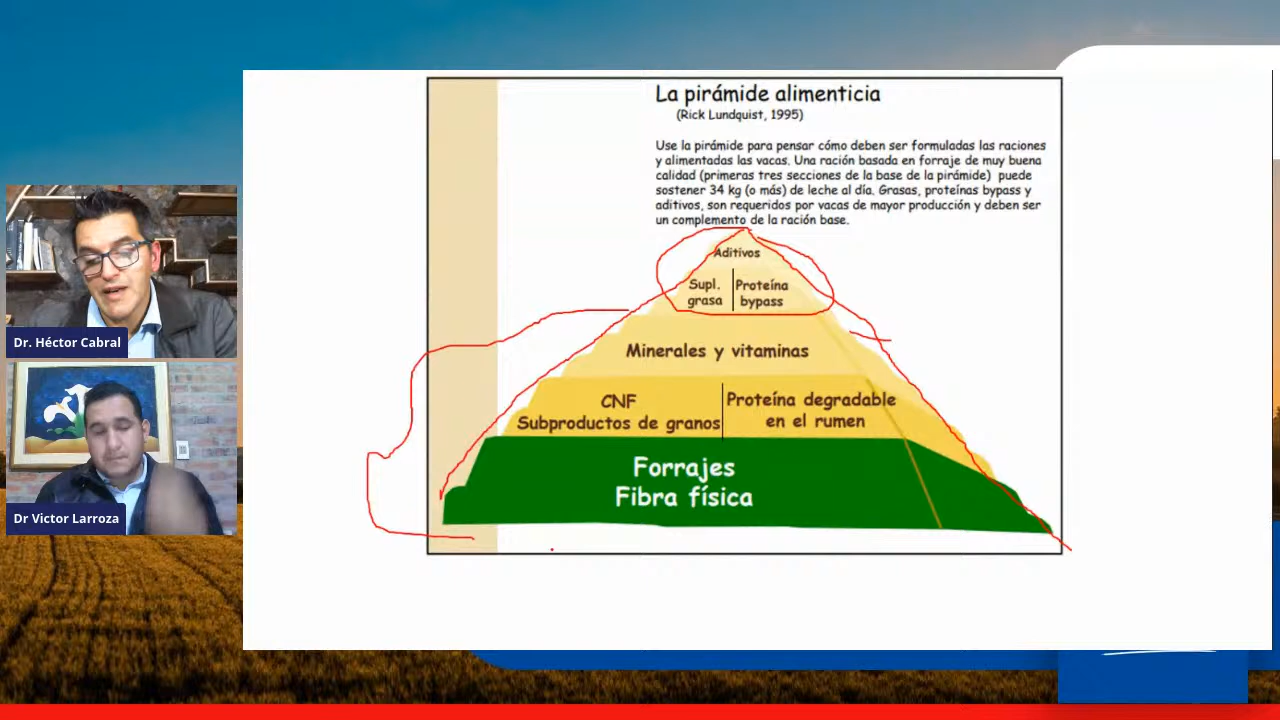 La pirámide alimenticia
(Rick Lundquist, 1995)
Use la pirámide para pensar cómo deben ser formuladas las raciones
y alimentadas las vacas. Una ración basada en forraje de muy buena
calidad (primeras tres secciones de la base de la pirámide) puede
sostener 34 kg (o más) de leche al día. Grasas, proteínas bypass y
aditivos, son requeridos por vacas de mayor producción y deben ser
un complemento de la ración base.
Aditivos
Supl.
grasa
Proteína
bypass
Minerales y vitaminas
CNF
Subproductos de granos
Proteína degradable
en el rumen
Forrajes
Fibra física
Dr. Héctor Cabral
Dr Victor Larroza